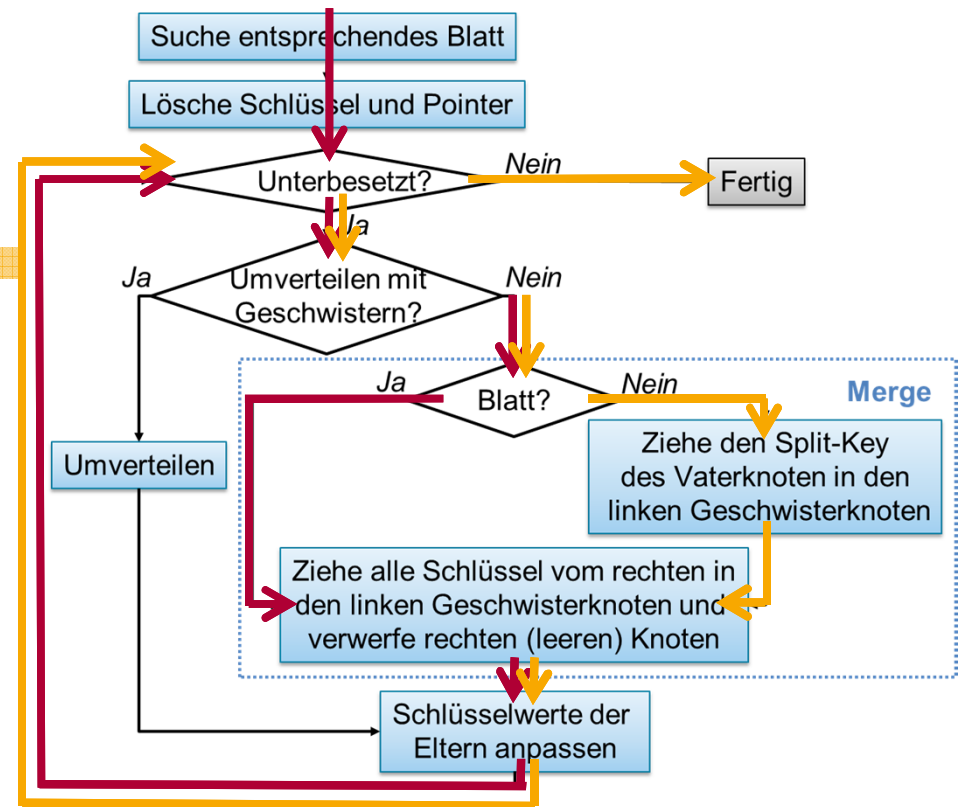 Suche entsprechendes Blatt
Lösche Schlüssel und Pointer
Unterbesetzt?
Nein
Fertig
Ja
Ja
Umverteilen mit
Geschwistern?
Nein
Ja
Blatt?
Nein
Merge
Umverteilen
Ziehe den Split-Key
des Vaterknoten in den
linken Geschwisterknoten
Ziehe alle Schlüssel vom rechten in
den linken Geschwisterknoten und
verwerfe rechten (leeren) Knoten
Schlüsselwerte der
Eltern anpassen